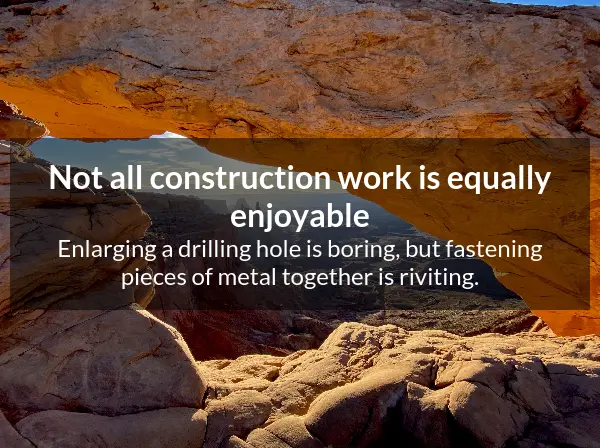 Not all construction work is equally
enjoyable
Enlarging a drilling hole is boring, but fastening
pieces of metal together is riviting.